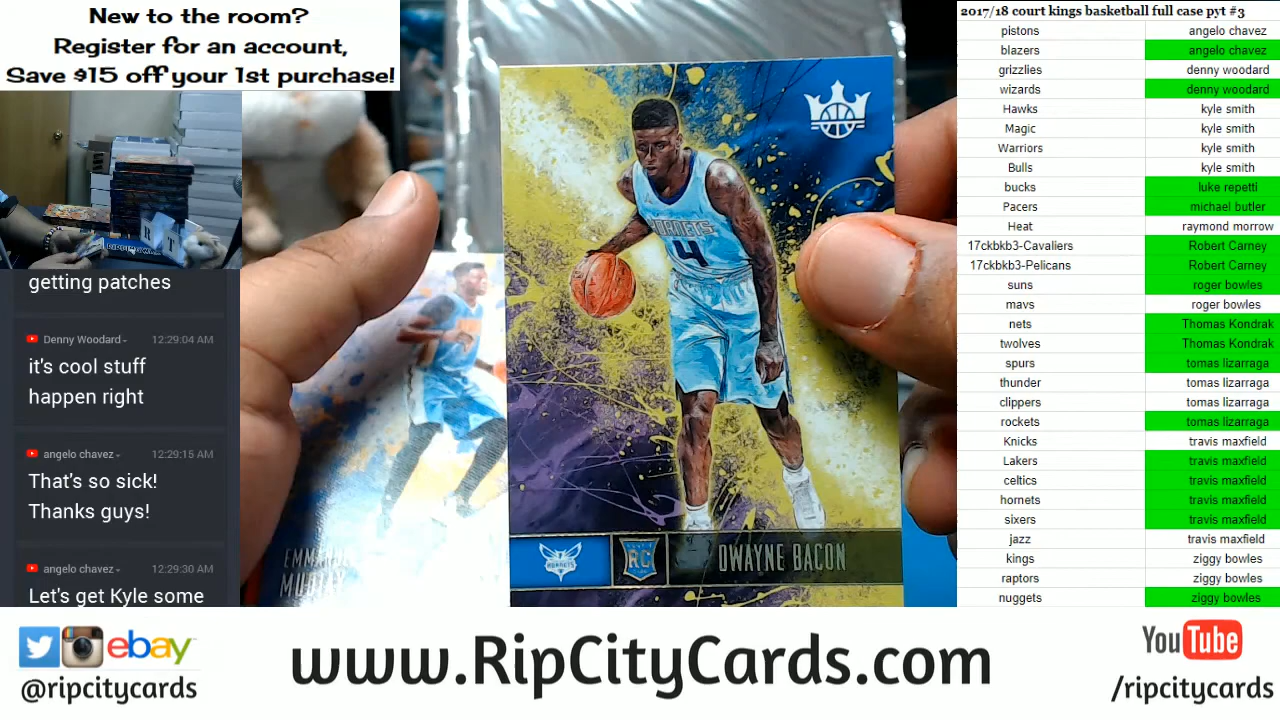 New to the room?
Register for an account,
Save $15 off your 1st purchase!
getting patches
Denny Woodard
12:29:04 AM
it's cool stuff
happen right
angelo chavez
12:29:15 AM
That's so sick!
Thanks guys!
angelo chavez
12:29:30 AM
Let's get Kyle some
RIPCITY
R T
HORNETS
4
HORNETS
RC
DWAYNE BACON
2017/18 court kings basketball full case pyt #3
pistons angelo chavez
blazers angelo chavez
grizzlies denny woodard
wizards denny woodard
Hawks kyle smith
Magic kyle smith
Warriors kyle smith
Bulls kyle smith
bucks luke repetti
Pacers michael butler
Heat raymond morrow
17ckbkb3-Cavaliers Robert Carney
17ckbkb3-Pelicans Robert Carney
suns roger bowles
mavs roger bowles
nets Thomas Kondrak
twolves Thomas Kondrak
spurs tomas lizarraga
thunder tomas lizarraga
clippers tomas lizarraga
rockets tomas lizarraga
Knicks travis maxfield
Lakers travis maxfield
celtics travis maxfield
hornets travis maxfield
sixers travis maxfield
jazz travis maxfield
kings ziggy bowles
raptors ziggy bowles
nuggets ziggy bowles
ebay
@ripcitycards
www.RipCityCards.com
YouTube
/ripcitycards